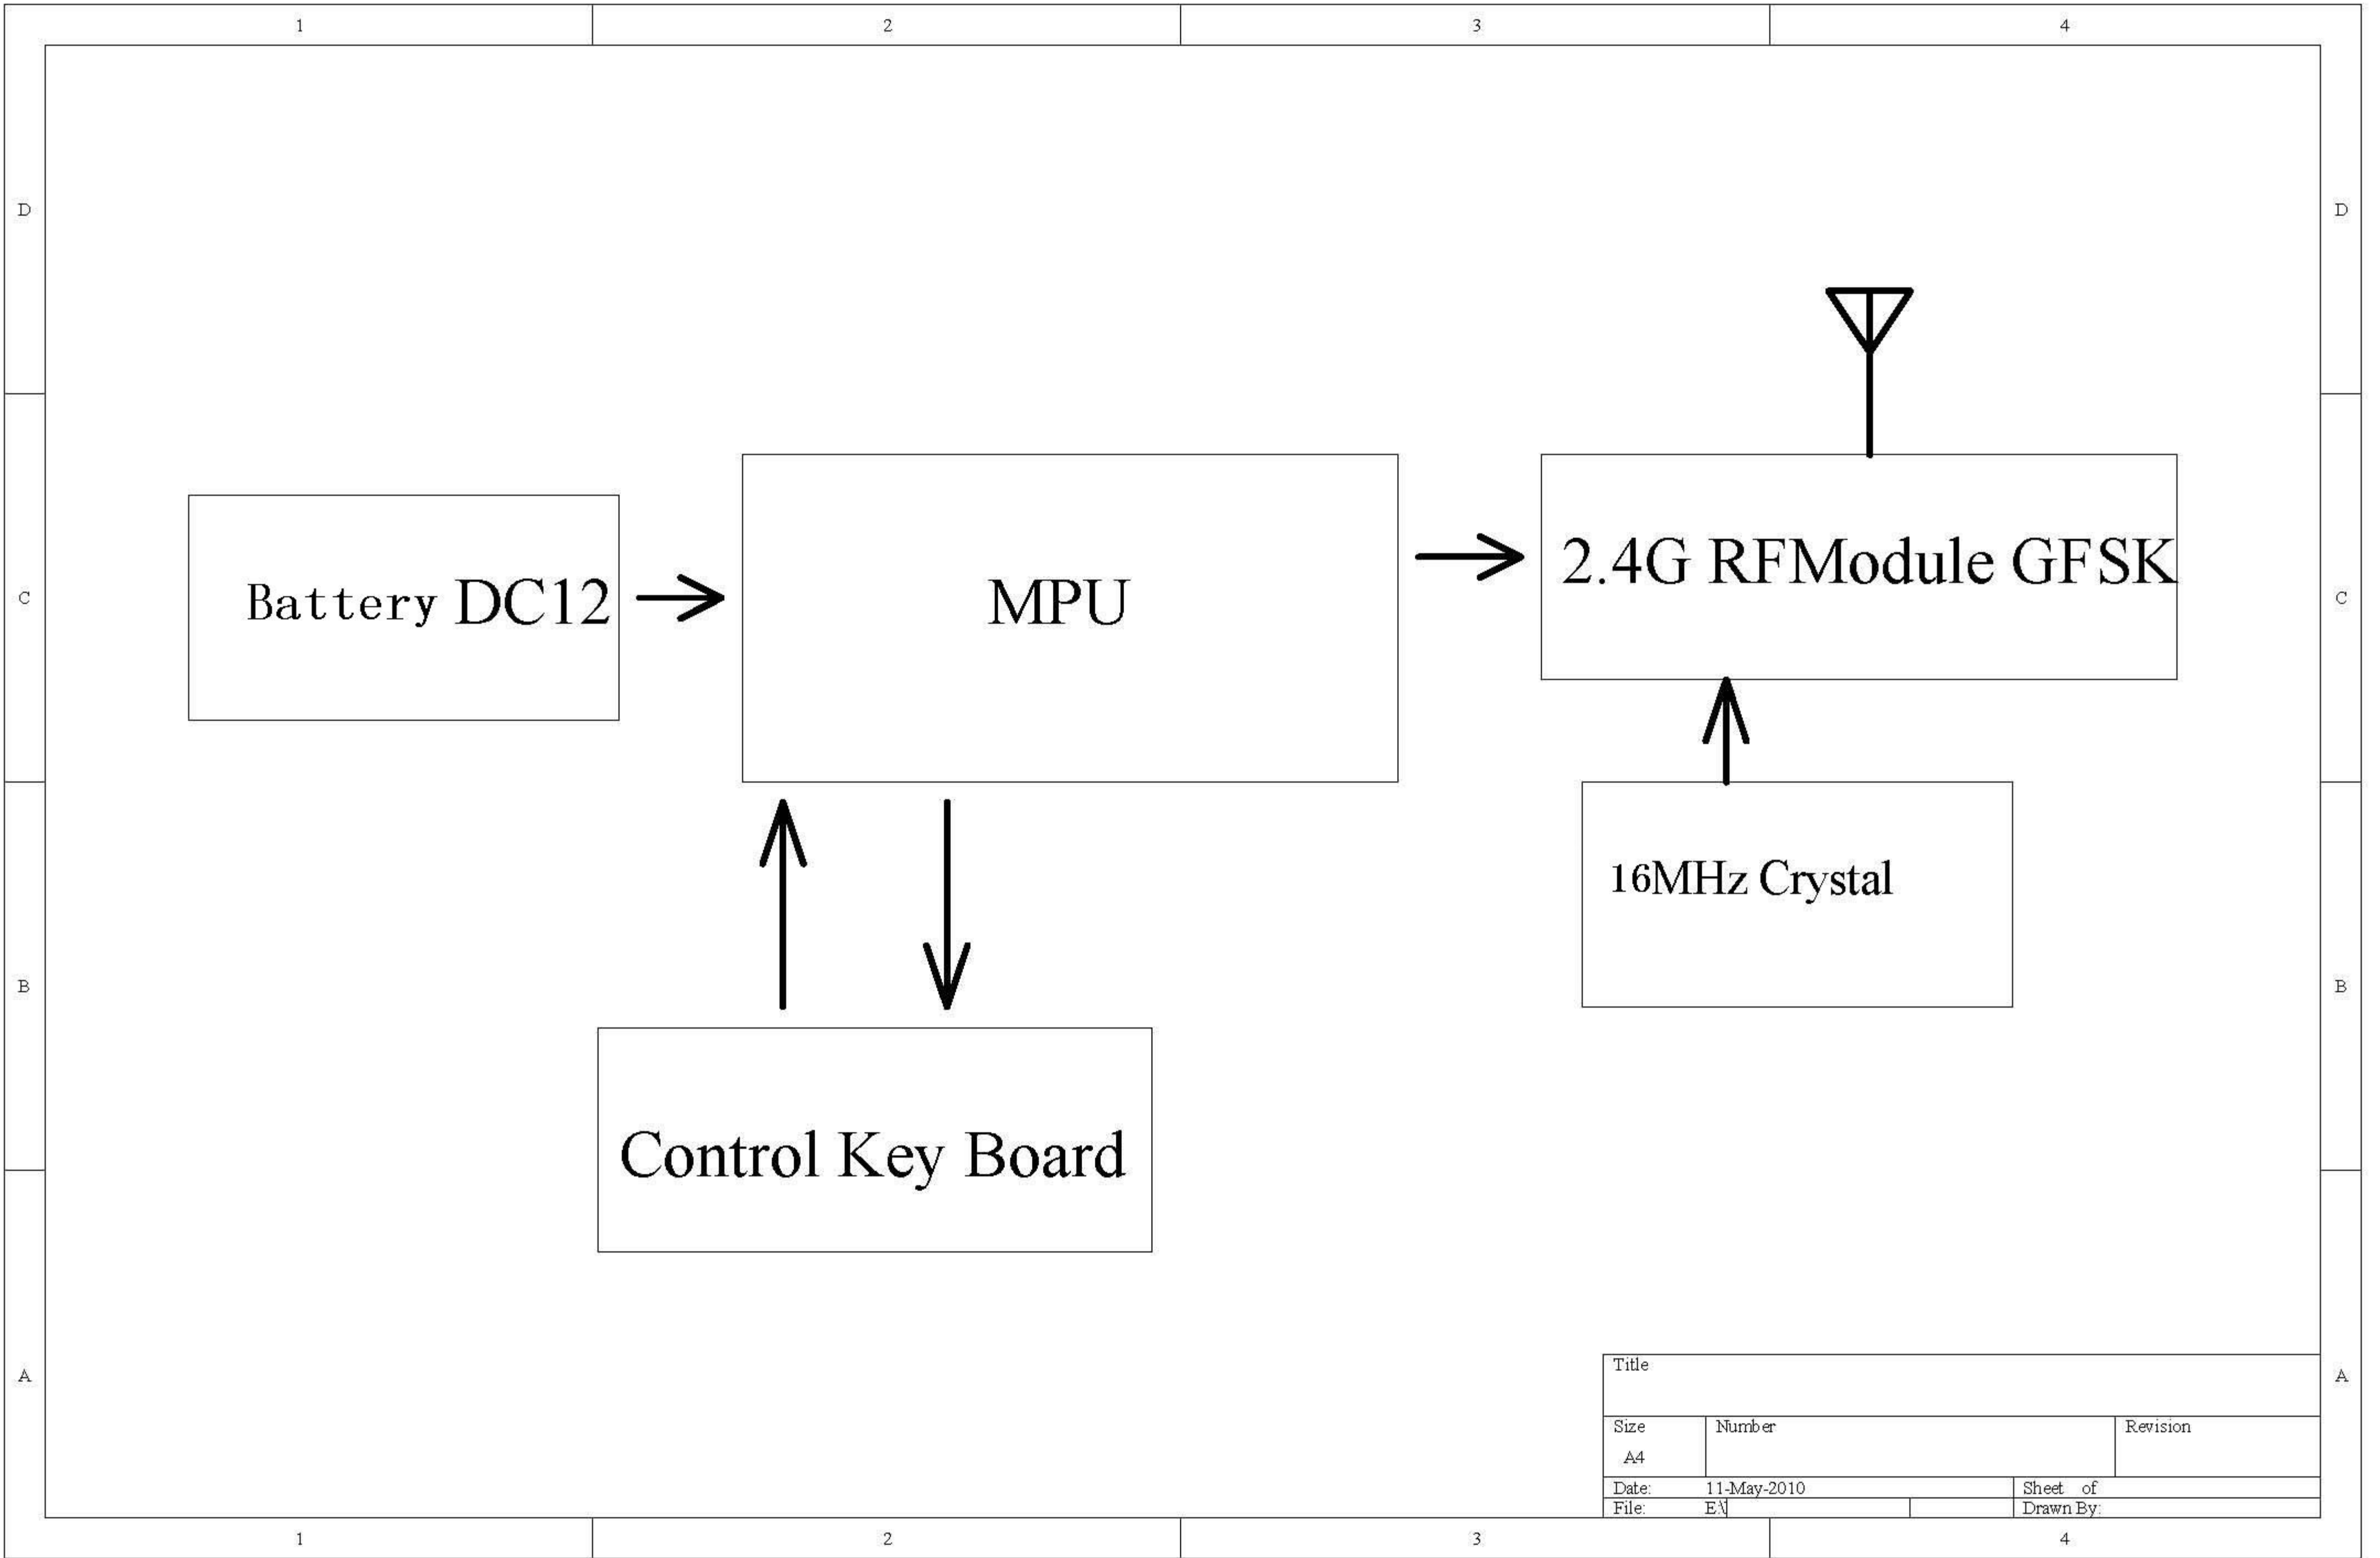 1 2 3 4
D D
2.4G RFModule GFSK
Battery DC12
MPU
C C
16MHz Crystal
B B
Control Key Board
Title
A A
Size Number Revision
A4
Date: 11-May-2010 Sheet of
File: E:\ Drawn By:
1 2 3 4